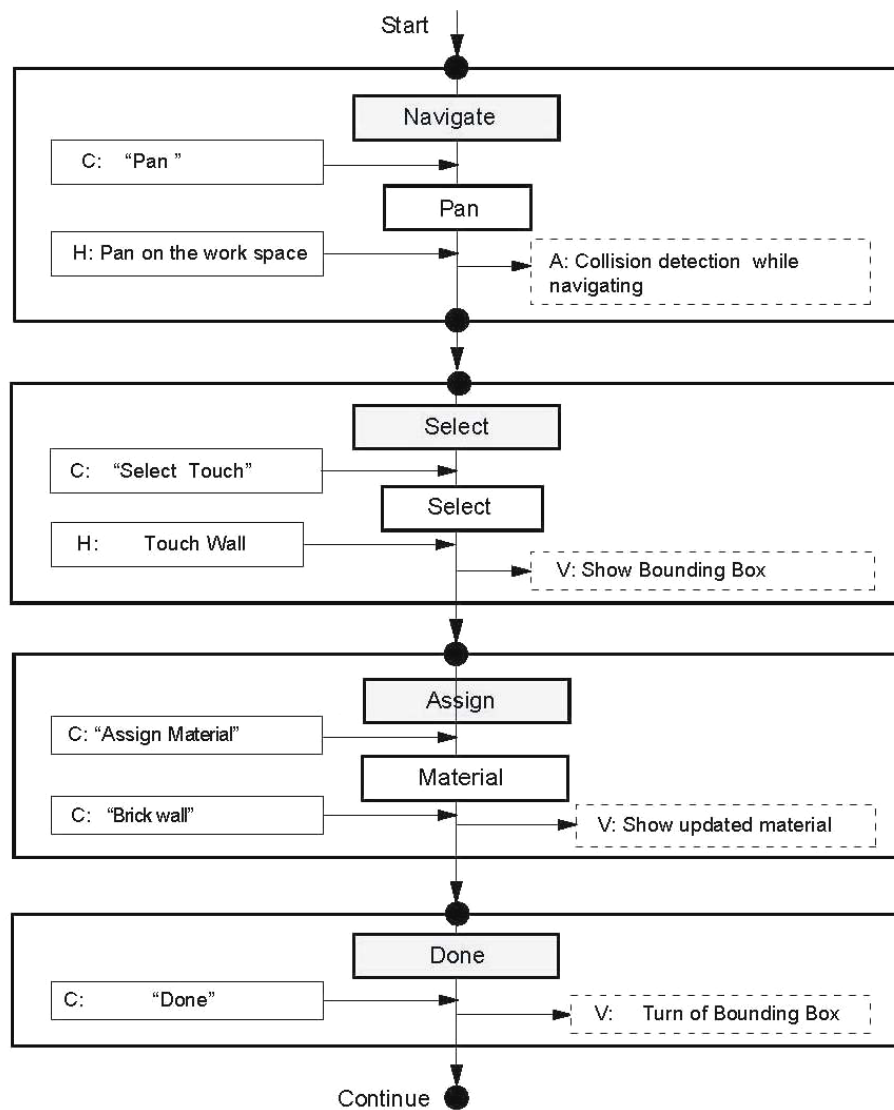 Start
Navigate
C: “Pan ”
Pan
H: Pan on the work space
A: Collision detection while
navigating
Select
C: “Select Touch”
Select
H: Touch Wall
V: Show Bounding Box
Assign
C: “Assign Material”
Material
C: “Brick wall”
V: Show updated material
Done
C: “Done”
V: Turn of Bounding Box
Continue